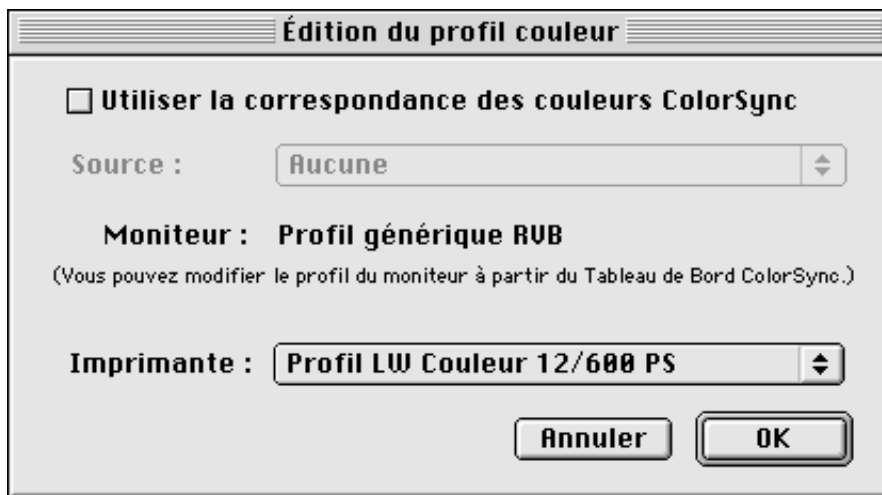 Édition du profil couleur
Utiliser la correspondance des couleurs ColorSync
Source : Aucune
Moniteur : Profil générique RVB
(Vous pouvez modifier le profil du moniteur à partir du Tableau de Bord ColorSync.)
Imprimante : Profil LW Couleur 12/600 PS
Annuler OK